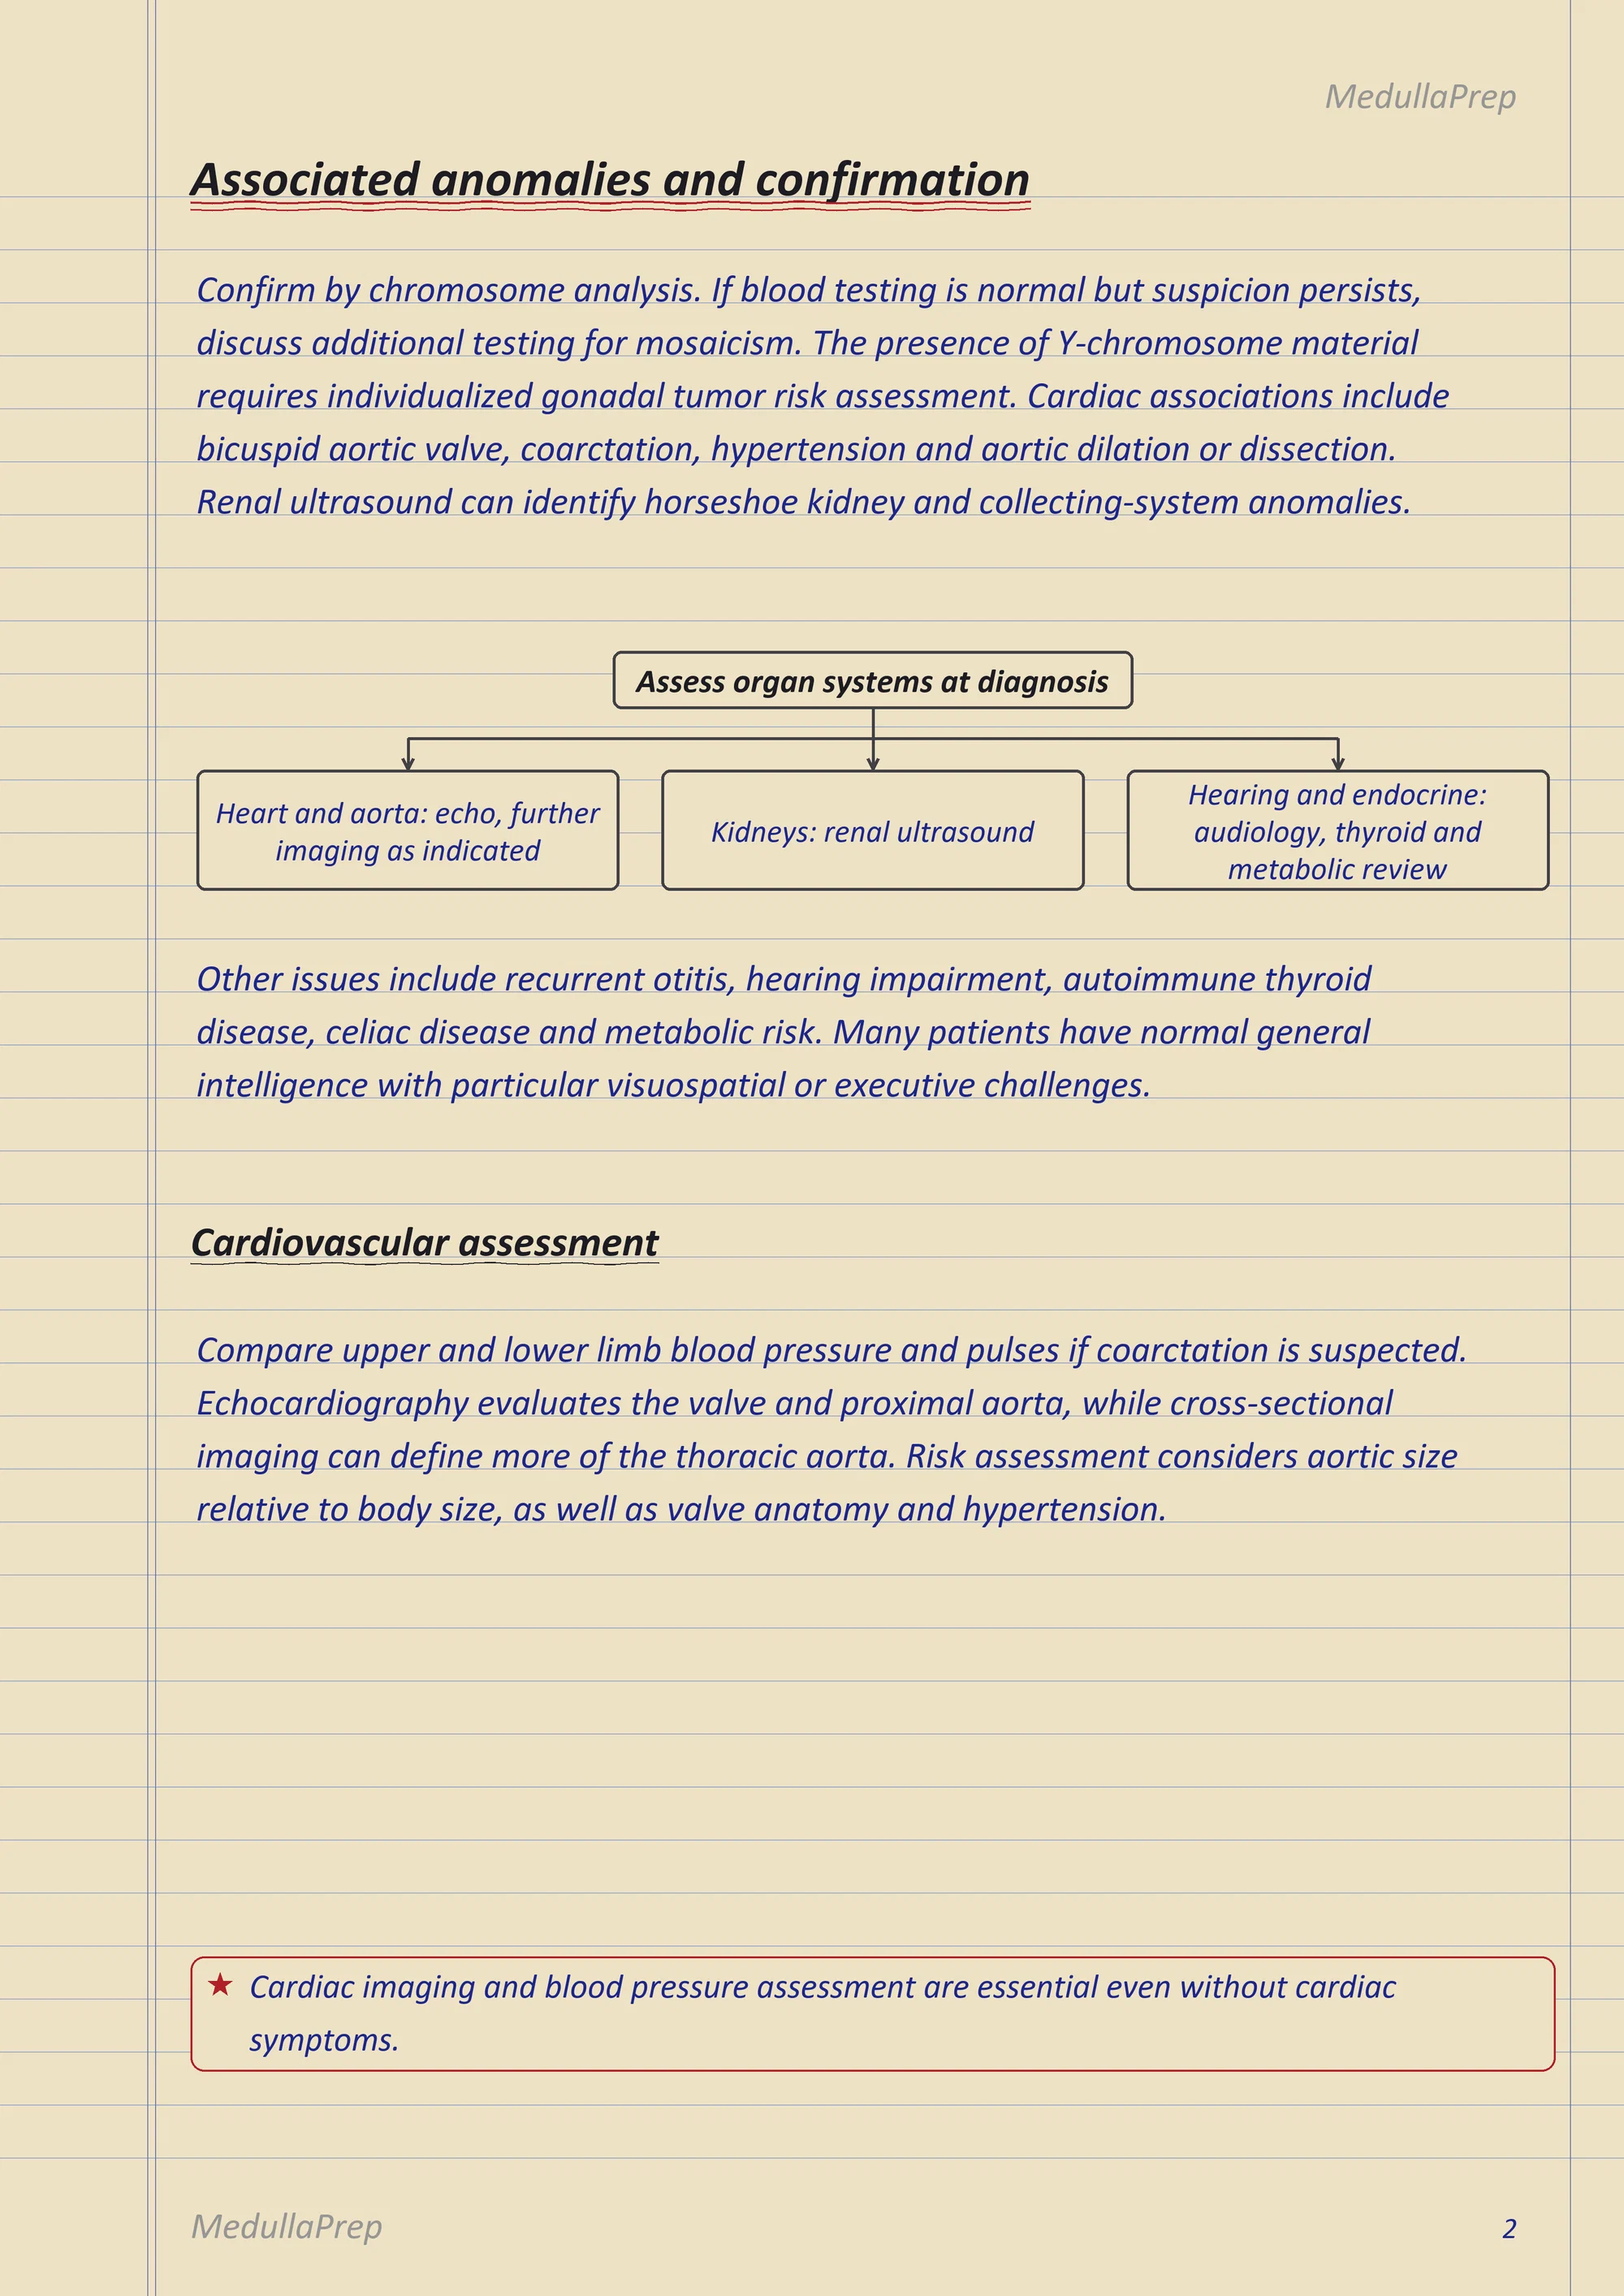 MedullaPrep
Associated anomalies and confirmation
Confirm by chromosome analysis. If blood testing is normal but suspicion persists,
discuss additional testing for mosaicism. The presence of Y-chromosome material
requires individualized gonadal tumor risk assessment. Cardiac associations include
bicuspid aortic valve, coarctation, hypertension and aortic dilation or dissection.
Renal ultrasound can identify horseshoe kidney and collecting-system anomalies.
Assess organ systems at diagnosis
Heart and aorta: echo, further
imaging as indicated
Kidneys: renal ultrasound
Hearing and endocrine:
audiology, thyroid and
metabolic review
Other issues include recurrent otitis, hearing impairment, autoimmune thyroid
disease, celiac disease and metabolic risk. Many patients have normal general
intelligence with particular visuospatial or executive challenges.
Cardiovascular assessment
Compare upper and lower limb blood pressure and pulses if coarctation is suspected.
Echocardiography evaluates the valve and proximal aorta, while cross-sectional
imaging can define more of the thoracic aorta. Risk assessment considers aortic size
relative to body size, as well as valve anatomy and hypertension.
★ Cardiac imaging and blood pressure assessment are essential even without cardiac
symptoms.
MedullaPrep
2